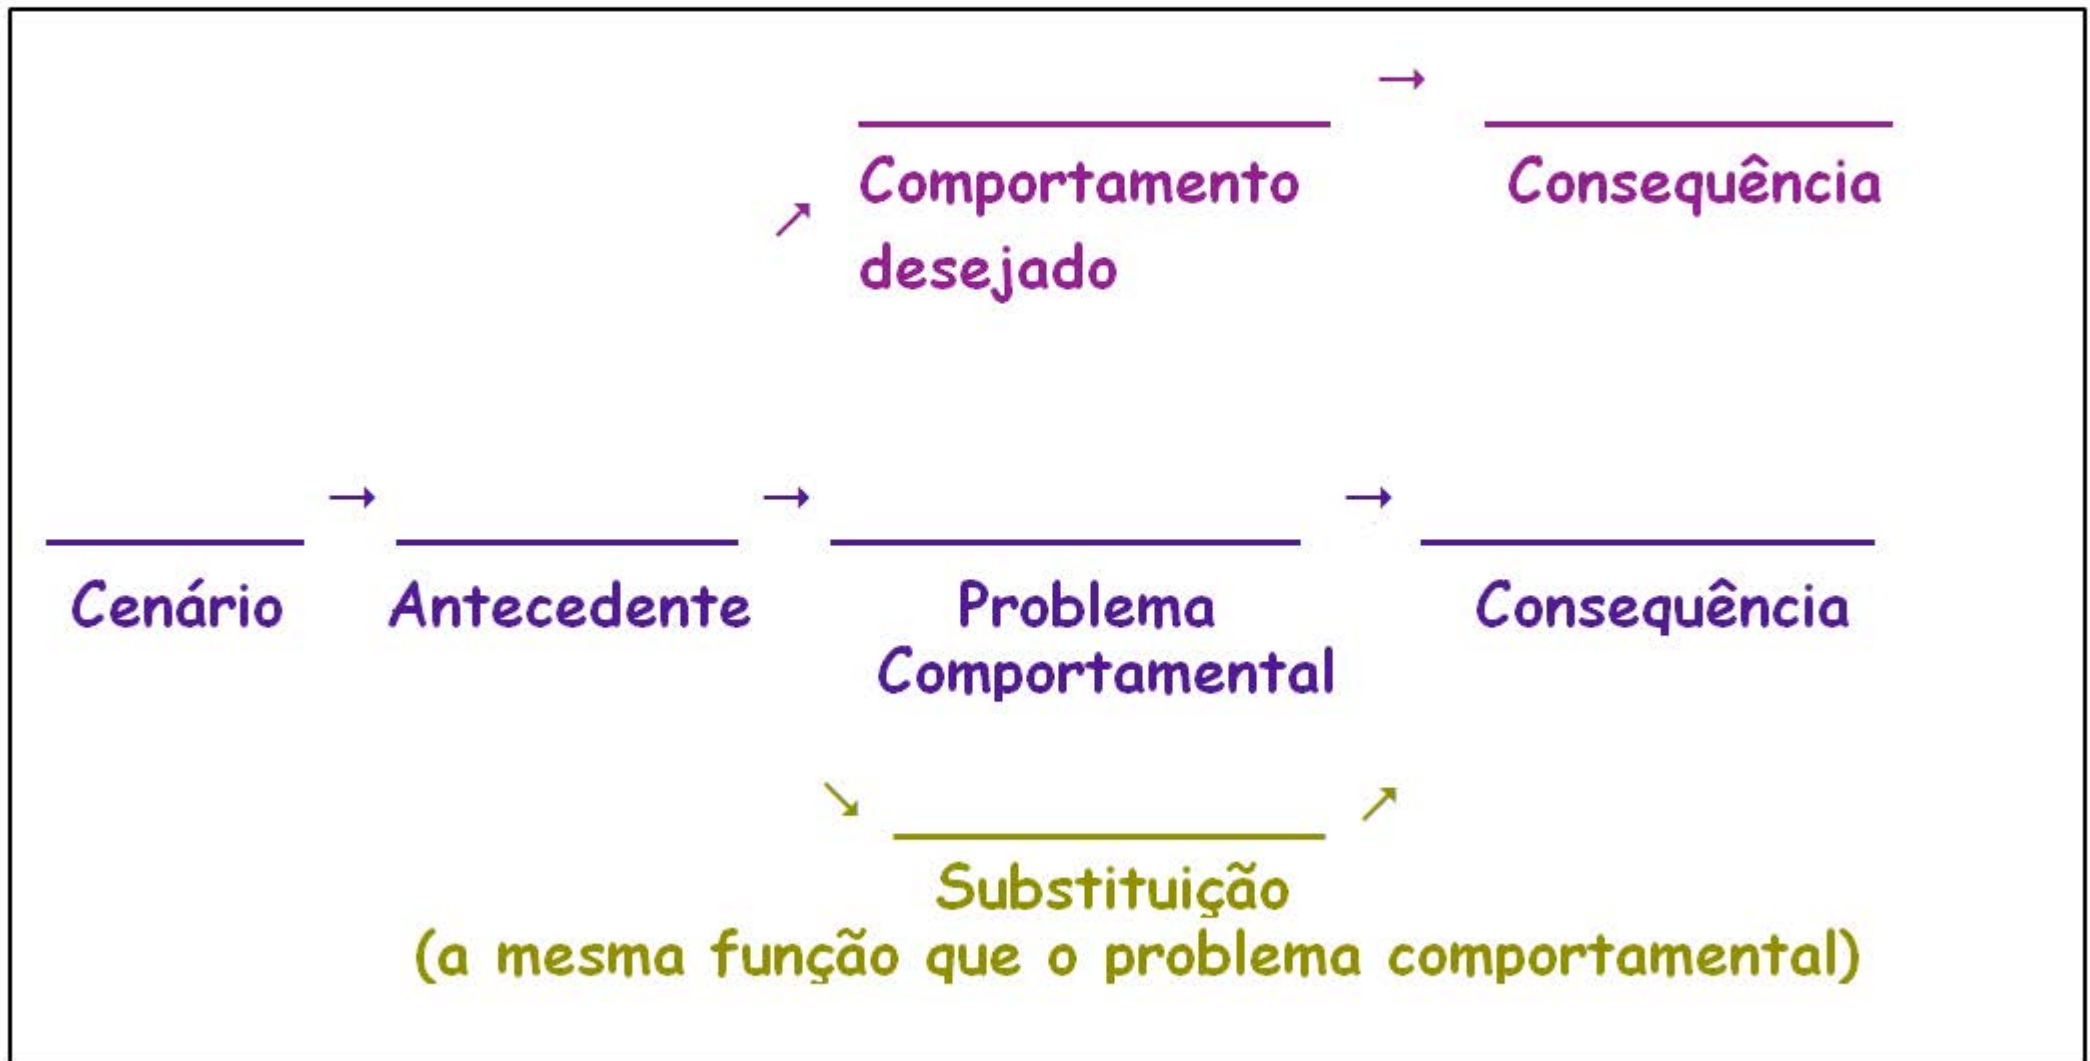 →
Comportamento Consequência
↗
desejado
→ → →
Cenário Antecedente Problema Consequência
Comportamental
↘ ↗
Substituição
(a mesma função que o problema comportamental)